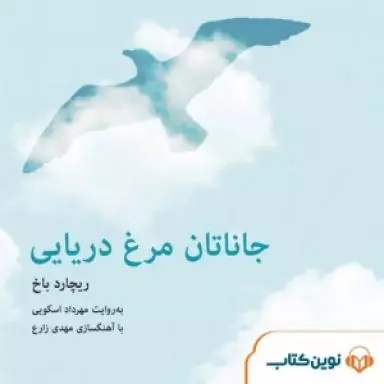 جاناتان مرغ دریایی
ریچارد باخ
به‌روایت مهرداد اسکویی
با آهنگسازی مهدی زارع
نوین‌کتاب